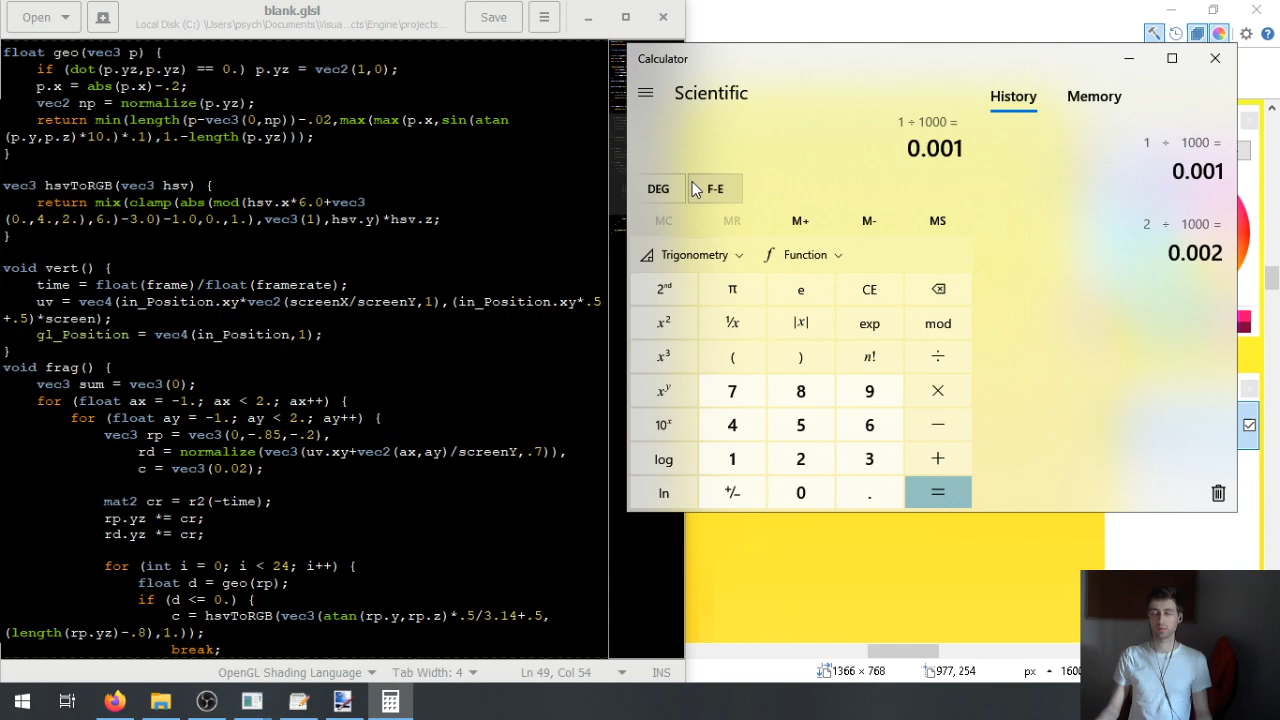 Open
blank.glsl
Local Disk (C:) \Users\psych\Documents\Visua...cts\Engine\projects...
Save
float geo(vec3 p) {
if (dot(p.yz,p.yz) == 0.) p.yz = vec2(1,0);
p.x = abs(p.x)-.2;
vec2 np = normalize(p.yz);
return min(length(p-vec3(0,np))-.02,max(max(p.x,sin(atan
(p.y,p.z)*10.)*.1),1.-length(p.yz)));
}
vec3 hsvToRGB(vec3 hsv) {
return mix(clamp(abs(mod(hsv.x*6.0+vec3
(0.,4.,2.),6.)-3.0)-1.0,0.,1.),vec3(1),hsv.y)*hsv.z;
}
void vert() {
time = float(frame)/float(framerate);
uv = vec4(in_Position.xy*vec2(screenX/screenY,1),(in_Position.xy*.5
+.5)*screen);
gl_Position = vec4(in_Position,1);
}
void frag() {
vec3 sum = vec3(0);
for (float ax = -1.; ax < 2.; ax++) {
for (float ay = -1.; ay < 2.; ay++) {
vec3 rp = vec3(0,-.85,-.2),
rd = normalize(vec3(uv.xy+vec2(ax,ay)/screenY,.7)),
c = vec3(0.02);
mat2 cr = r2(-time);
rp.yz *= cr;
rd.yz *= cr;
for (int i = 0; i < 24; i++) {
float d = geo(rp);
if (d <= 0.) {
c = hsvToRGB(vec3(atan(rp.y,rp.z)*.5/3.14+.5,
(length(rp.yz)-.8),1.));
break;
OpenGL Shading Language
Tab Width: 4
Ln 49, Col 54
INS
Calculator
Scientific
History
Memory
1 ÷ 1000 =
0.001
1 ÷ 1000 =
0.001
2 ÷ 1000 =
0.002
DEG
F-E
MC
MR
M+
M-
MS
Trigonometry
f Function
2nd
π
e
CE
x²
¹/x
|x|
exp
mod
x³
(
)
n!
÷
xʸ
7
8
9
×
10ˣ
4
5
6
−
log
1
2
3
+
ln
+/−
0
.
=
1366 × 768
977, 254
px